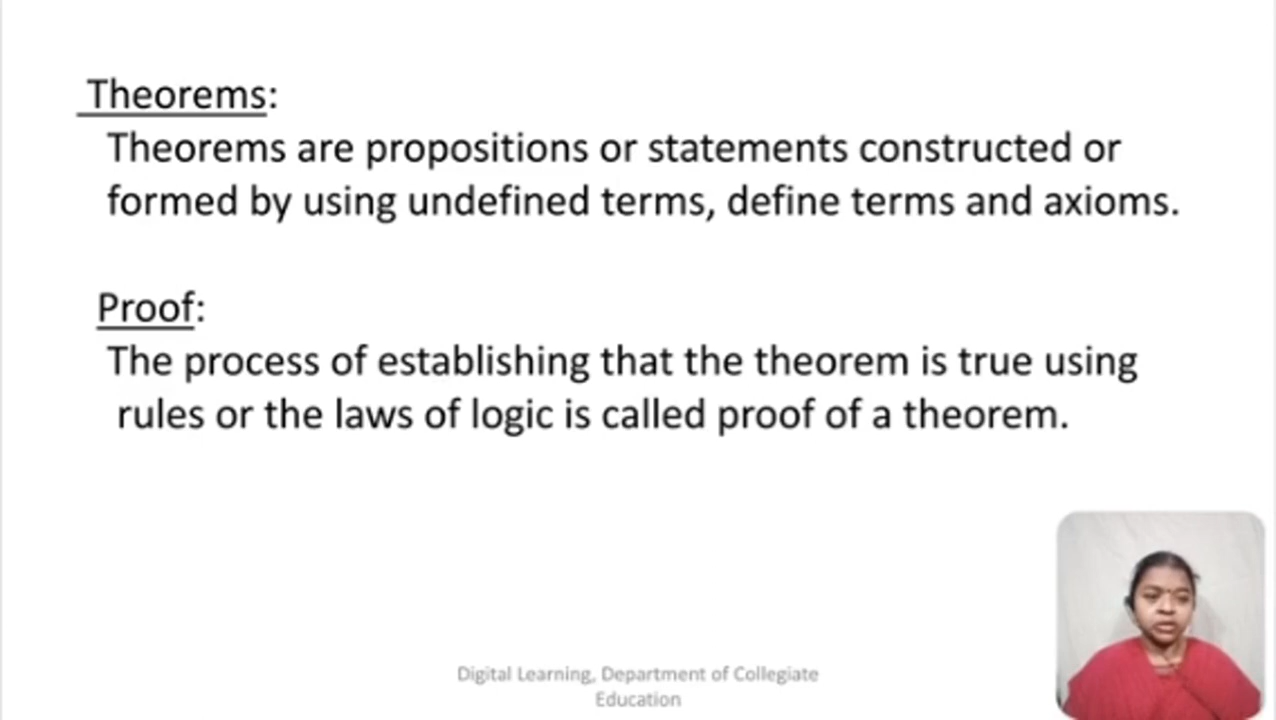 Theorems:
Theorems are propositions or statements constructed or
formed by using undefined terms, define terms and axioms.
Proof:
The process of establishing that the theorem is true using
rules or the laws of logic is called proof of a theorem.
Digital Learning, Department of Collegiate
Education